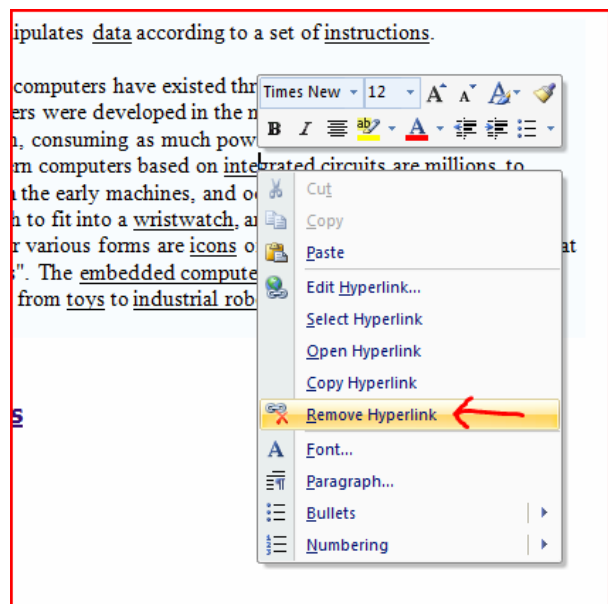 ipulates data according to a set of instructions.
computers have existed thr
Times New 12
ers were developed in the n
n, consuming as much pow
ern computers based on integrated circuits are millions to
n the early machines, and o
h to fit into a wristwatch, a
r various forms are icons o
at
s". The embedded compute
from toys to industrial rob
s
Cut
Copy
Paste
Edit Hyperlink...
Select Hyperlink
Open Hyperlink
Copy Hyperlink
Remove Hyperlink
Font...
Paragraph...
Bullets
Numbering